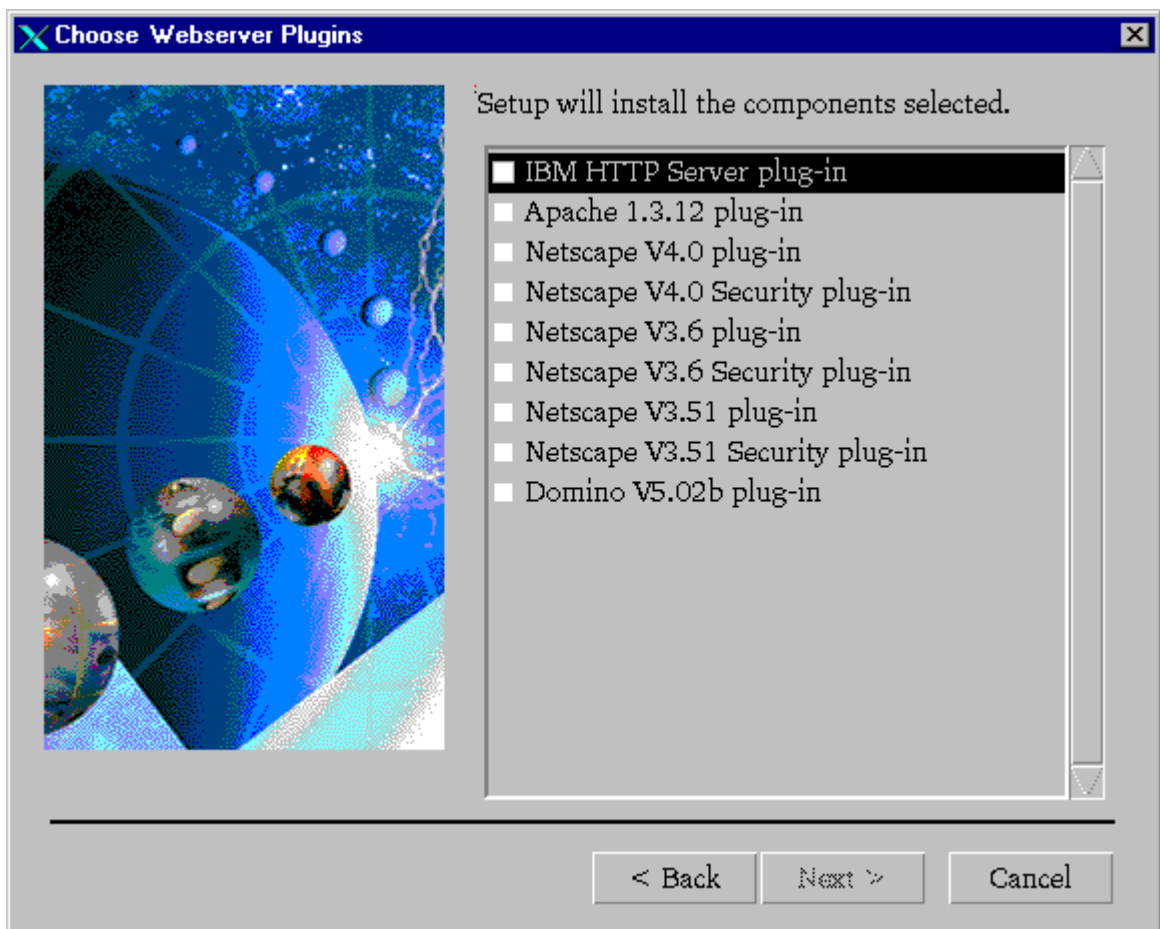 Choose Webserver Plugins
Setup will install the components selected.
IBM HTTP Server plug-in
Apache 1.3.12 plug-in
Netscape V4.0 plug-in
Netscape V4.0 Security plug-in
Netscape V3.6 plug-in
Netscape V3.6 Security plug-in
Netscape V3.51 plug-in
Netscape V3.51 Security plug-in
Domino V5.02b plug-in
< Back Next > Cancel